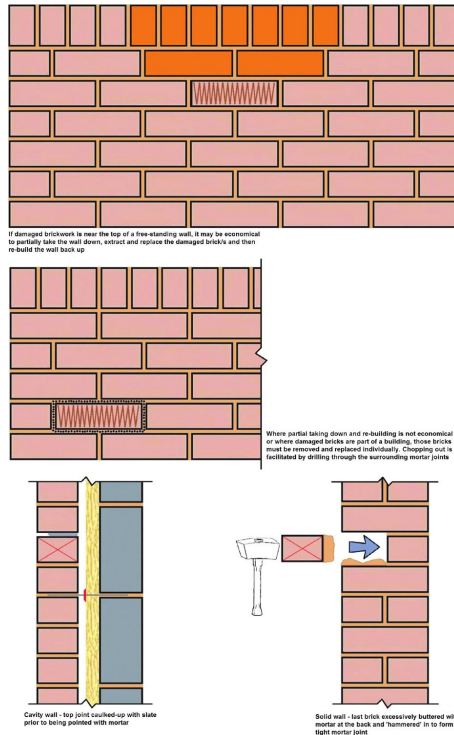 If damaged brickwork is near the top of a free-standing wall, it may be economical
to partially take the wall down, extract and replace the damaged brick/s and then
re-build the wall back up
Where partial taking down and re-building is not economical
or where damaged bricks are part of a building, those bricks
must be removed and replaced individually. Chopping out is
facilitated by drilling through the surrounding mortar joints
Cavity wall - top joint caulked-up with slate
prior to being pointed with mortar
Solid wall - last brick excessively buttered wi
mortar at the back and 'hammered' in to form
tight mortar joint